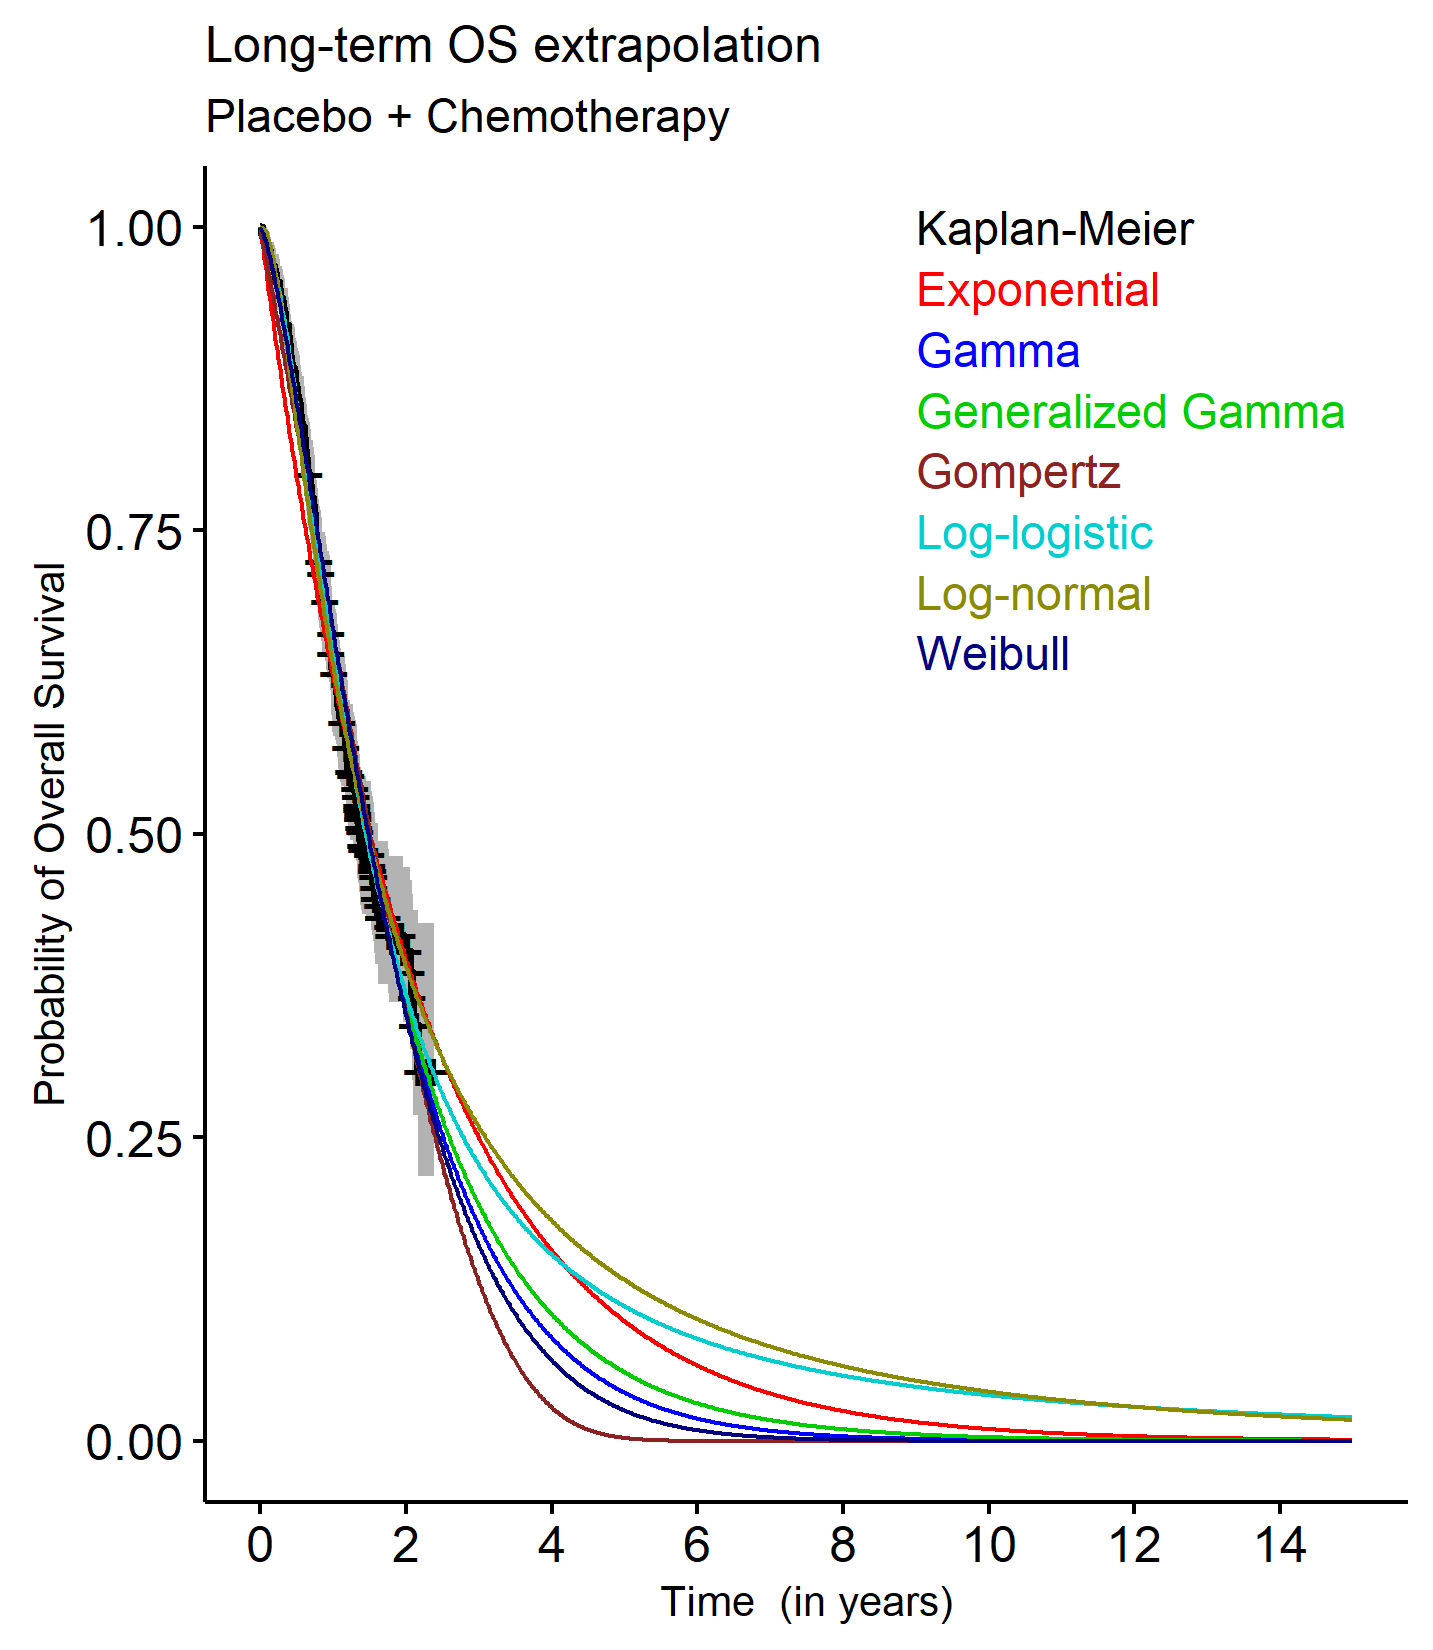 Long-term OS extrapolation
Placebo + Chemotherapy
Probability of Overall Survival
1.00
0.75
0.50
0.25
0.00
Kaplan-Meier
Exponential
Gamma
Generalized Gamma
Gompertz
Log-logistic
Log-normal
Weibull
0 2 4 6 8 10 12 14
Time (in years)